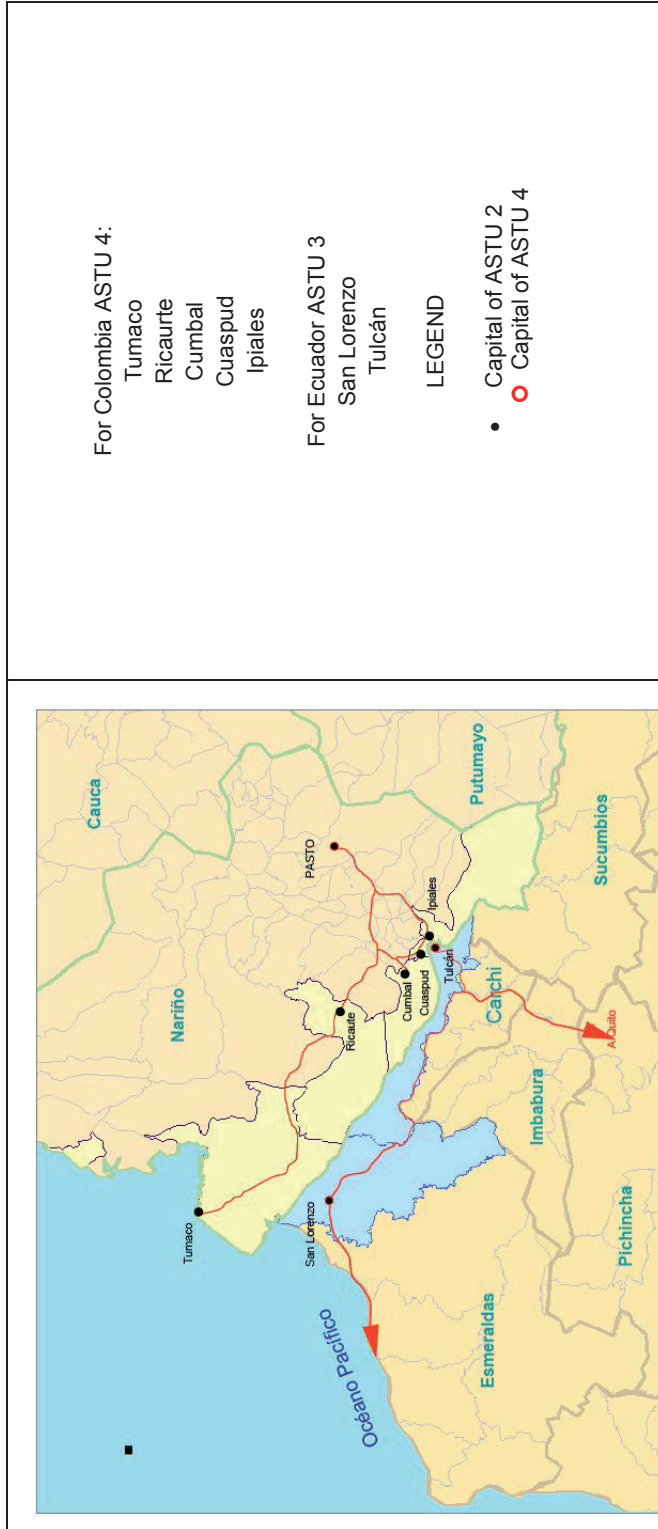 Cauca
Nariño
PASTO
Putumayo
Tumaco
Ricaute
Ipiales
Cumbal
Cuaspud
Tulcán
San Lorenzo
Carchi
Sucumbios
Océano Pacífico
Imbabura
A Quito
Esmeraldas
Pichincha
For Colombia ASTU 4:
Tumaco
Ricaurte
Cumbal
Cuaspud
Ipiales
For Ecuador ASTU 3
San Lorenzo
Tulcán
LEGEND
Capital of ASTU 2
Capital of ASTU 4